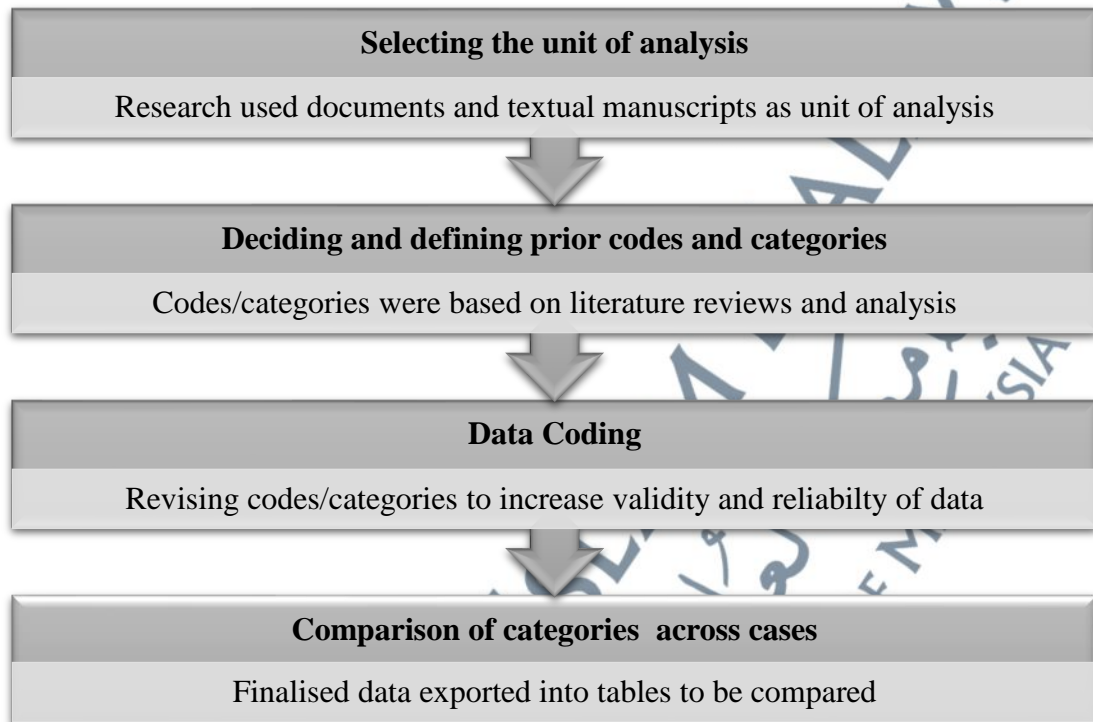 Selecting the unit of analysis
Research used documents and textual manuscripts as unit of analysis
Deciding and defining prior codes and categories
Codes/categories were based on literature reviews and analysis
Data Coding
Revising codes/categories to increase validity and reliabilty of data
Comparison of categories across cases
Finalised data exported into tables to be compared